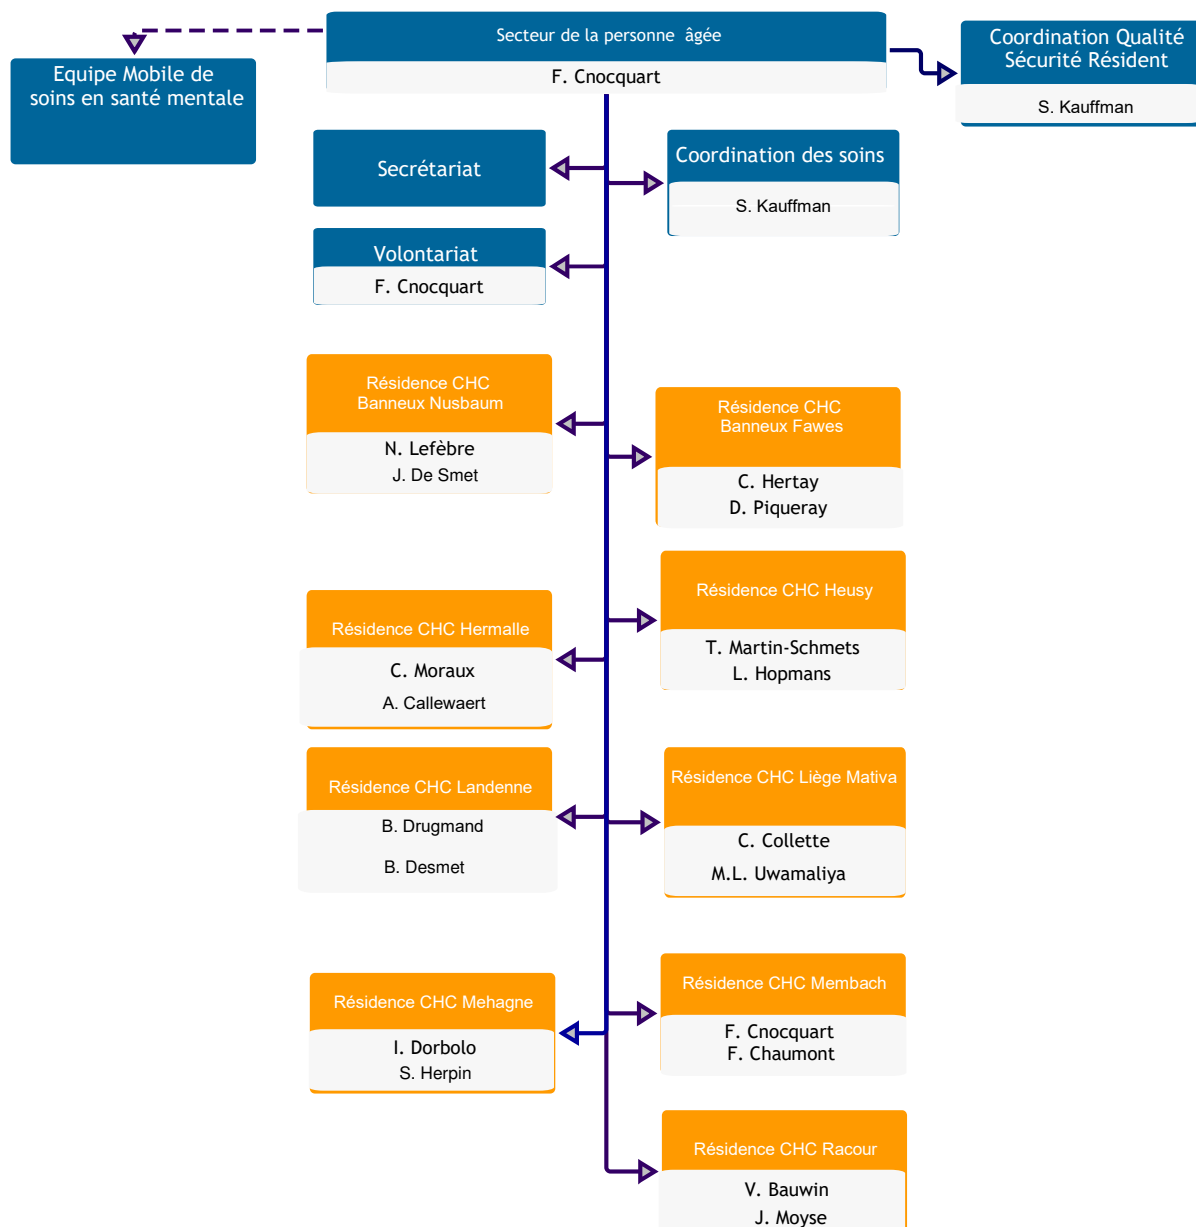 Secteur de la personne âgée
F. Cnocquart
Equipe Mobile de
soins en santé mentale
Coordination Qualité
Sécurité Résident
S. Kauffman
Secrétariat
Coordination des soins
S. Kauffman
Volontariat
F. Cnocquart
Résidence CHC
Banneux Nusbaum
N. Lefèbre
J. De Smet
Résidence CHC
Banneux Fawes
C. Hertay
D. Piqueray
Résidence CHC Hermalle
C. Moraux
A. Callewaert
Résidence CHC Heusy
T. Martin-Schmets
L. Hopmans
Résidence CHC Landenne
B. Drugmand
B. Desmet
Résidence CHC Liège Mativa
C. Collette
M.L. Uwamaliya
Résidence CHC Mehagne
I. Dorbolo
S. Herpin
Résidence CHC Membach
F. Cnocquart
F. Chaumont
Résidence CHC Racour
V. Bauwin
J. Moyse